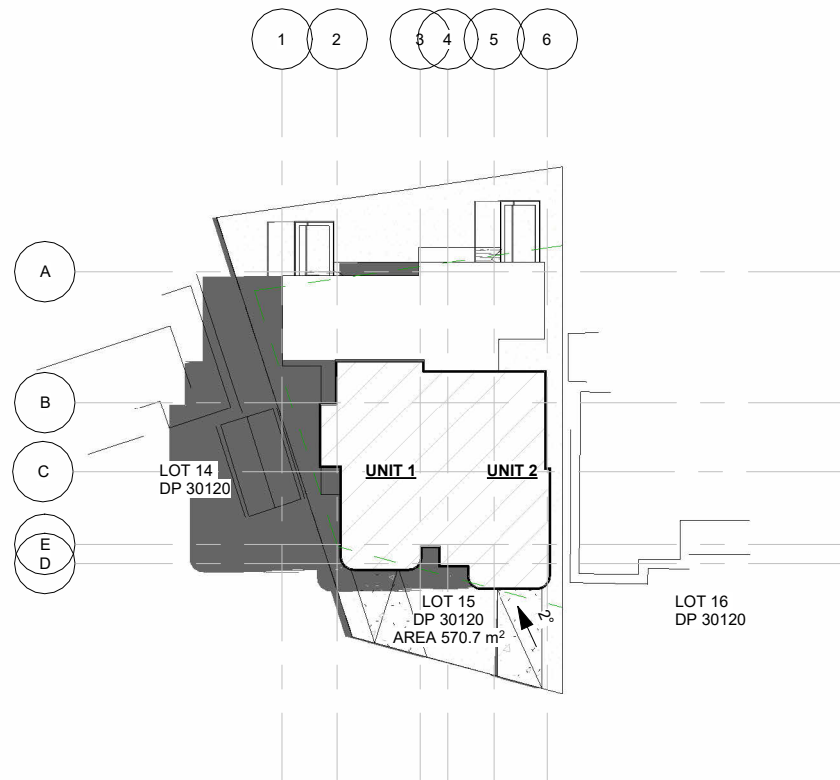 1
2
3
4
5
6
A
B
C
E
D
UNIT 1
UNIT 2
LOT 14
DP 30120
LOT 15
DP 30120
AREA 570.7 m²
2°
LOT 16
DP 30120